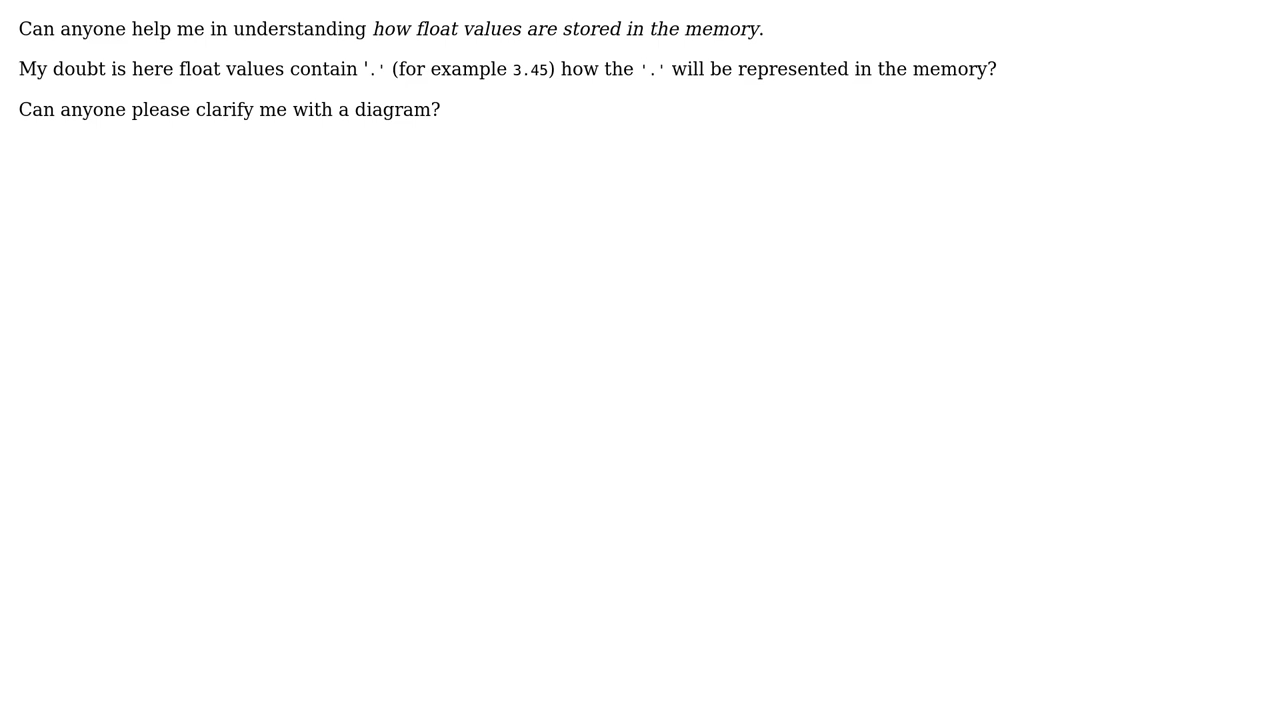 Can anyone help me in understanding how float values are stored in the memory.
My doubt is here float values contain '.' (for example 3.45) how the '.' will be represented in the memory?
Can anyone please clarify me with a diagram?